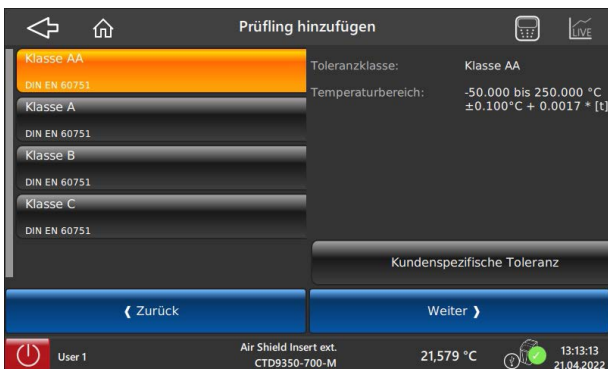 Prüfling hinzufügen
LIVE
Klasse AA
DIN EN 60751
Klasse A
DIN EN 60751
Klasse B
DIN EN 60751
Klasse C
DIN EN 60751
Toleranzklasse: Klasse AA
Temperaturbereich: -50.000 bis 250.000 °C
±0.100°C + 0.0017 * [t]
Kundenspezifische Toleranz
❰ Zurück
Weiter ❱
User 1
Air Shield Insert ext.
CTD9350-700-M
21,579 °C
13:13:13
21.04.2022